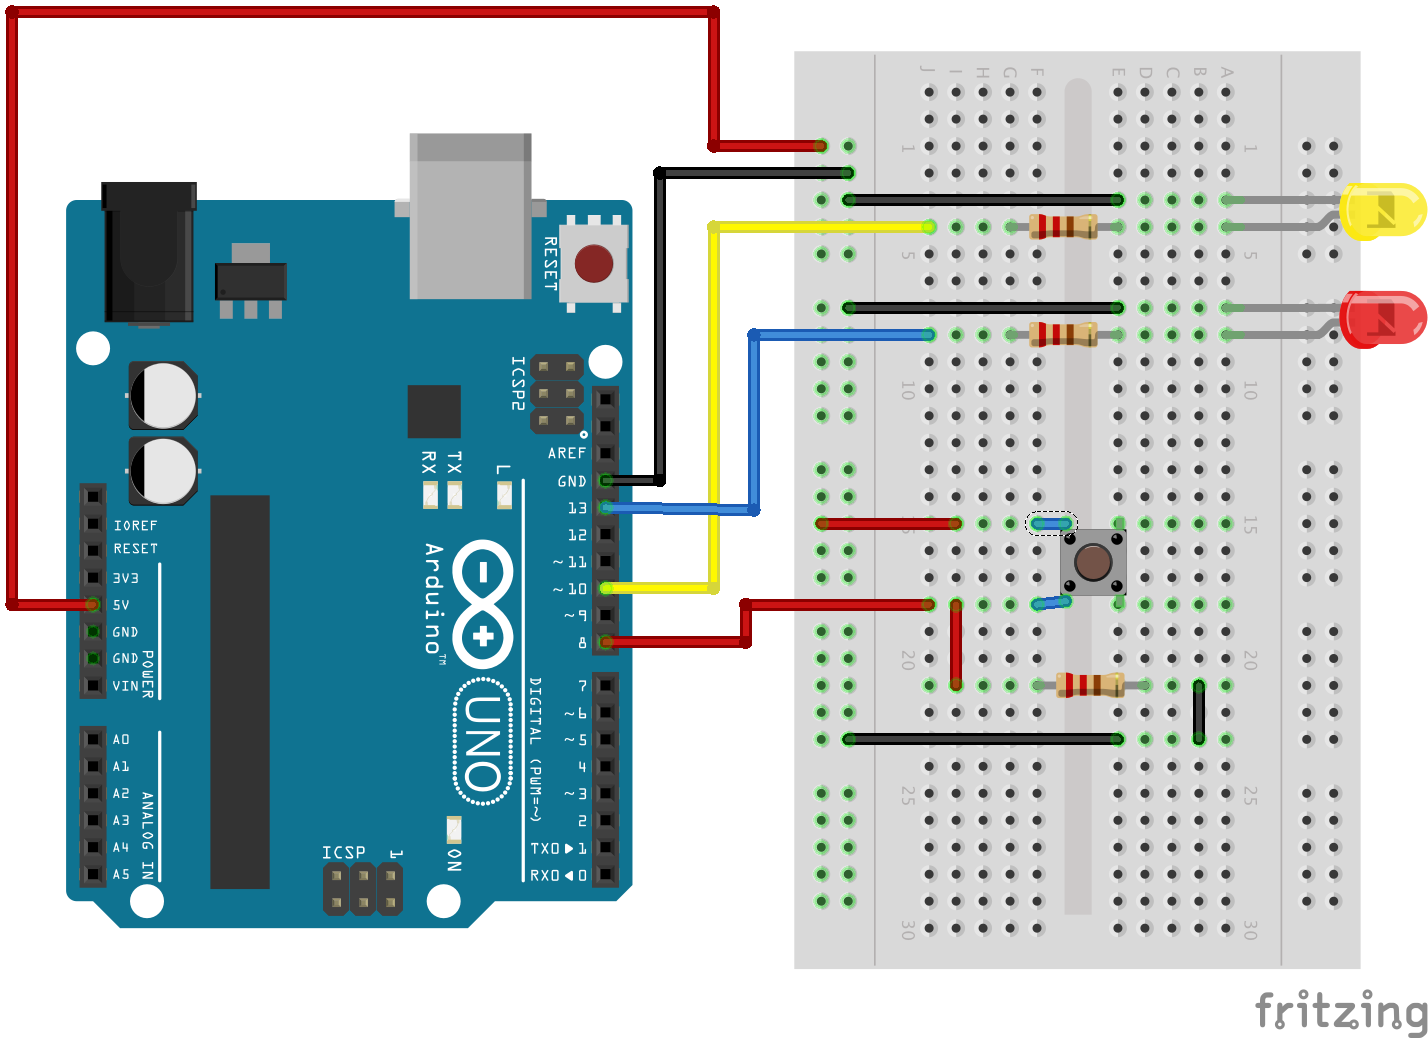 J I H G F E D C B A
1 1
5 5
10 10
15 15
20 20
25 25
30 30
RESET
ICSP2
AREF
GND
13
12
~11
~10
~9
8
7
~6
~5
4
~3
2
TX0▶1
RX0◀0
DIGITAL (PWM=~)
RX
TX
L
IOREF
RESET
3V3
5V
GND
GND
VIN
POWER
A0
A1
A2
A3
A4
A5
ANALOG IN
Arduino™
UNO
ON
ICSP
1
fritzing